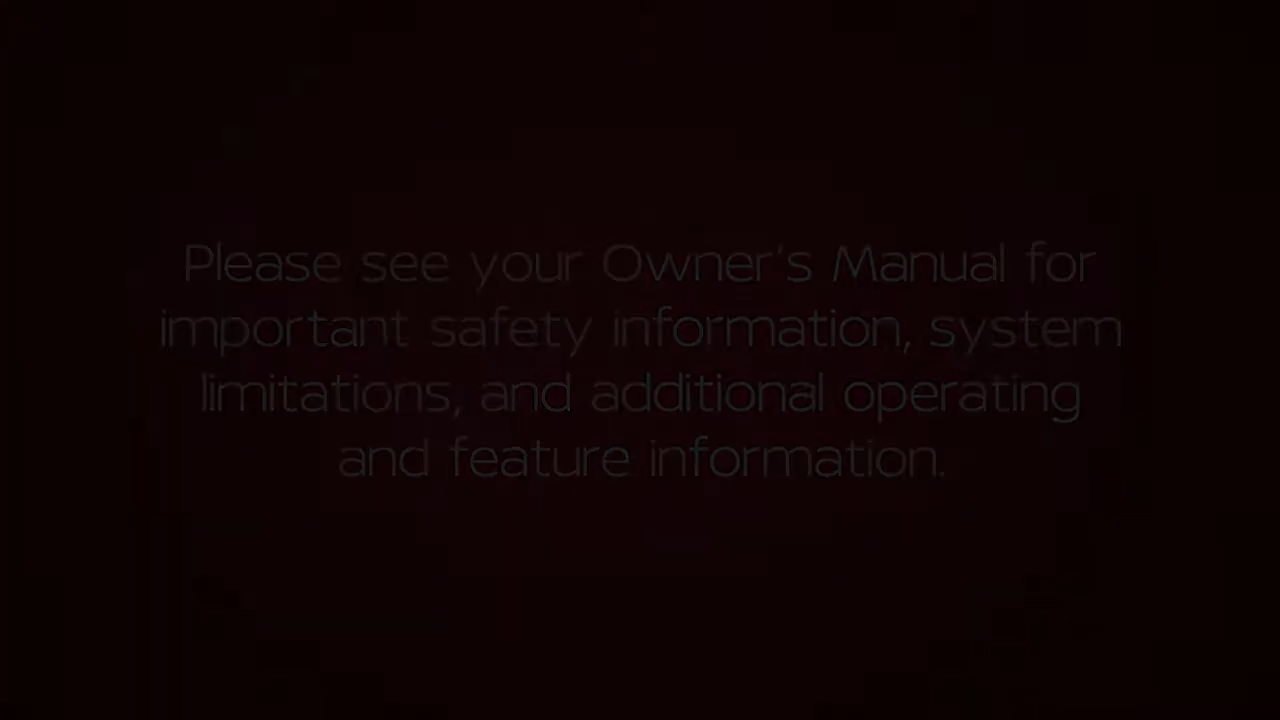 Please see your Owner's Manual for
important safety information, system
limitations, and additional operating
and feature information.